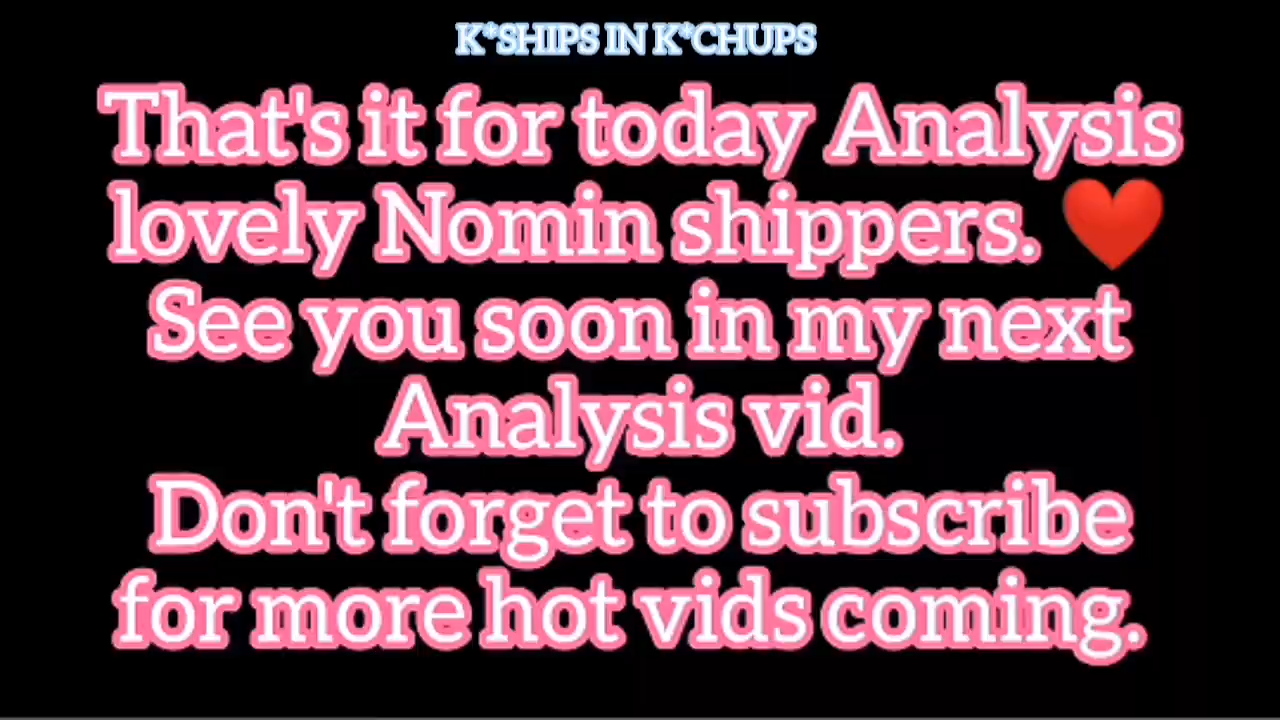 K*SHIPS IN K*CHUPS
That's it for today Analysis
lovely Nomin shippers. ❤️
See you soon in my next
Analysis vid.
Don't forget to subscribe
for more hot vids coming.